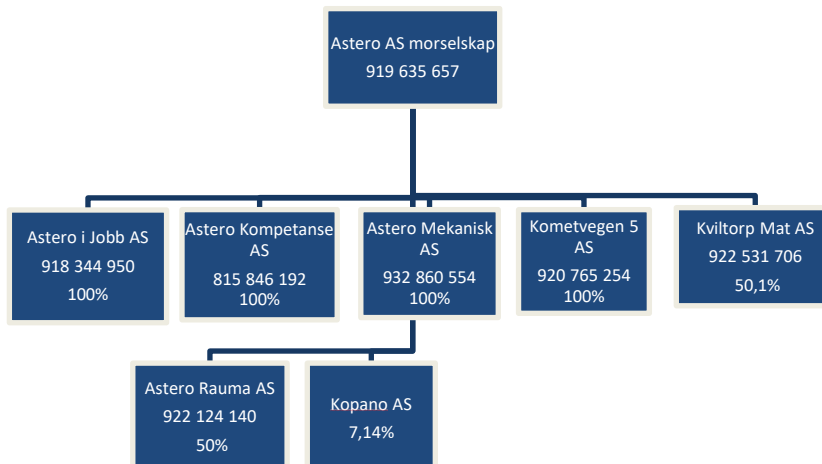 Astero AS morselskap
919 635 657
Astero i Jobb AS
918 344 950
100%
Astero Kompetanse
AS
815 846 192
100%
Astero Mekanisk
AS
932 860 554
100%
Kometvegen 5
AS
920 765 254
100%
Kviltorp Mat AS
922 531 706
50,1%
Astero Rauma AS
922 124 140
50%
Kopano AS
7,14%